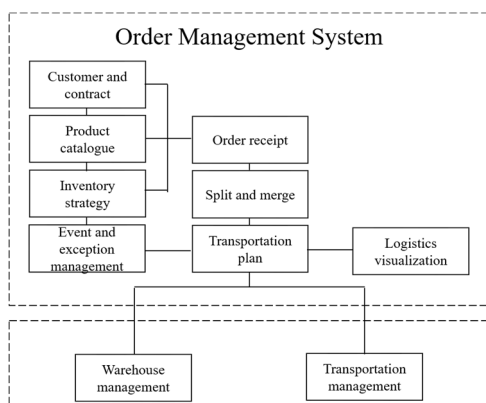 Order Management System
Customer and
contract
Product
catalogue
Order receipt
Inventory
strategy
Split and merge
Event and
exception
management
Transportation
plan
Logistics
visualization
Warehouse
management
Transportation
management